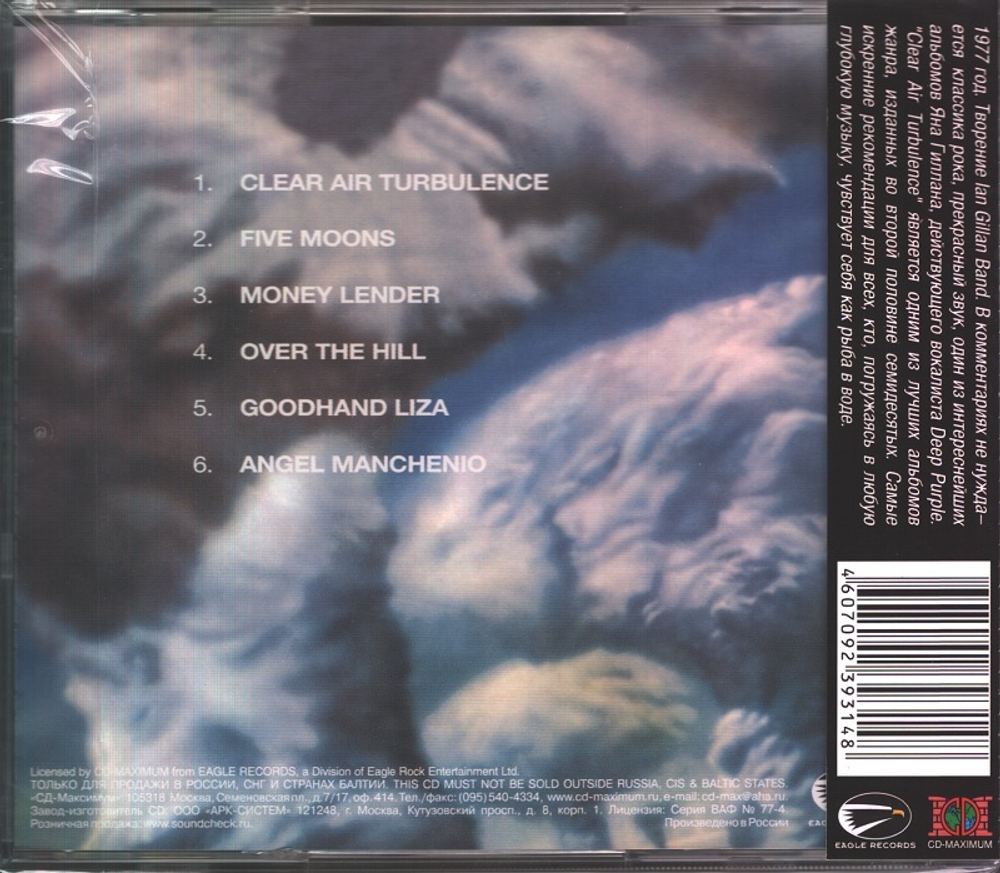 1. CLEAR AIR TURBULENCE
2. FIVE MOONS
3. MONEY LENDER
4. OVER THE HILL
5. GOODHAND LIZA
6. ANGEL MANCHENIO
Licensed by CD-MAXIMUM from EAGLE RECORDS, a Division of Eagle Rock Entertainment Ltd.
ТОЛЬКО ДЛЯ ПРОДАЖИ В РОССИИ, СНГ И СТРАНАХ БАЛТИИ. THIS CD MUST NOT BE SOLD OUTSIDE RUSSIA, CIS & BALTIC STATES.
«СД-Максимум» 105318 Москва, Семеновская пл., д.7/17, оф. 414. Тел./факс: (095) 540-4334, www.cd-maximum.ru, e-mail: cd-max@aha.ru.
Завод-изготовитель CD: ООО «АРК-СИСТЕМ» 121248, г. Москва, Кутузовский просп., д. 8, корп. 1. Лицензия: Серия ВАФ № 77-4.
Розничная продажа: www.soundcheck.ru. Произведено в России
1977 год. Творение Ian Gillan Band. В комментариях не нужда–
ется классика рока, прекрасный звук, один из интереснейших
альбомов Яна Гиллана, действующего вокалиста Deep Purple.
"Clear Air Turbulence" является одним из лучших альбомов
жанра, изданных во второй половине семидесятых. Самые
искренние рекомендации для всех, кто, погружаясь в любую
глубокую музыку, чувствует себя как рыба в воде.
4 607092 393148
EAGLE RECORDS
CD
CD-MAXIMUM